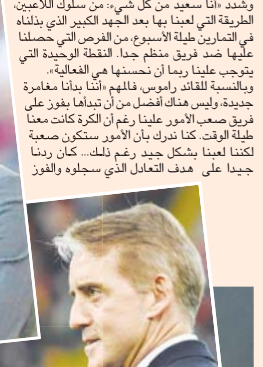 وشدد «أنا سعيد من كل شيء: من سلوك اللاعبين،
الطريقة التي لعبنا بها بعد الجهد الكبير الذي بذلناه
في التمارين طيلة الأسبوع، من الفرص التي حصلنا
عليها ضد فريق منظم جدا. النقطة الوحيدة التي
يتوجب علينا ربما أن نحسنها هي الفعالية».
وبالنسبة للقائد راموس، فالمهم «أننا بدأنا مغامرة
جديدة، وليس هناك أفضل من أن تبدأها بفوز على
فريق صعب الأمور علينا رغم أن الكرة كانت معنا
طيلة الوقت. كنا ندرك بأن الأمور ستكون صعبة
لكننا لعبنا بشكل جيد رغم ذلك... كان ردنا
جيدا على هدف التعادل الذي سجلوه والفوز